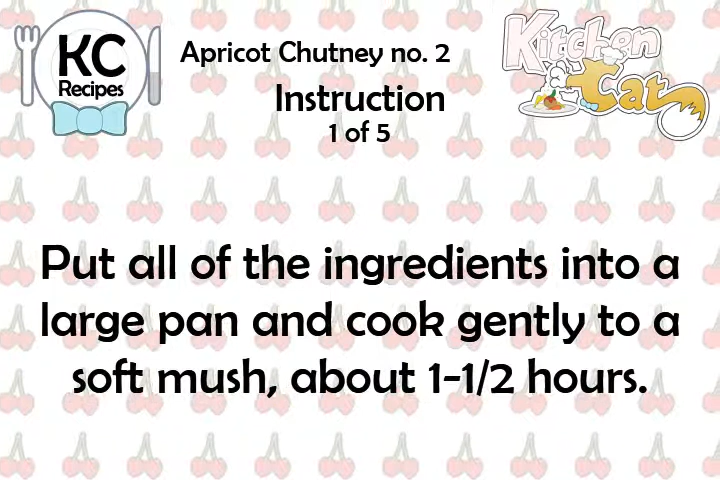 KC
Recipes
Apricot Chutney no. 2
Kitchen
Cat
Instruction
1 of 5
Put all of the ingredients into a
large pan and cook gently to a
soft mush, about 1-1/2 hours.